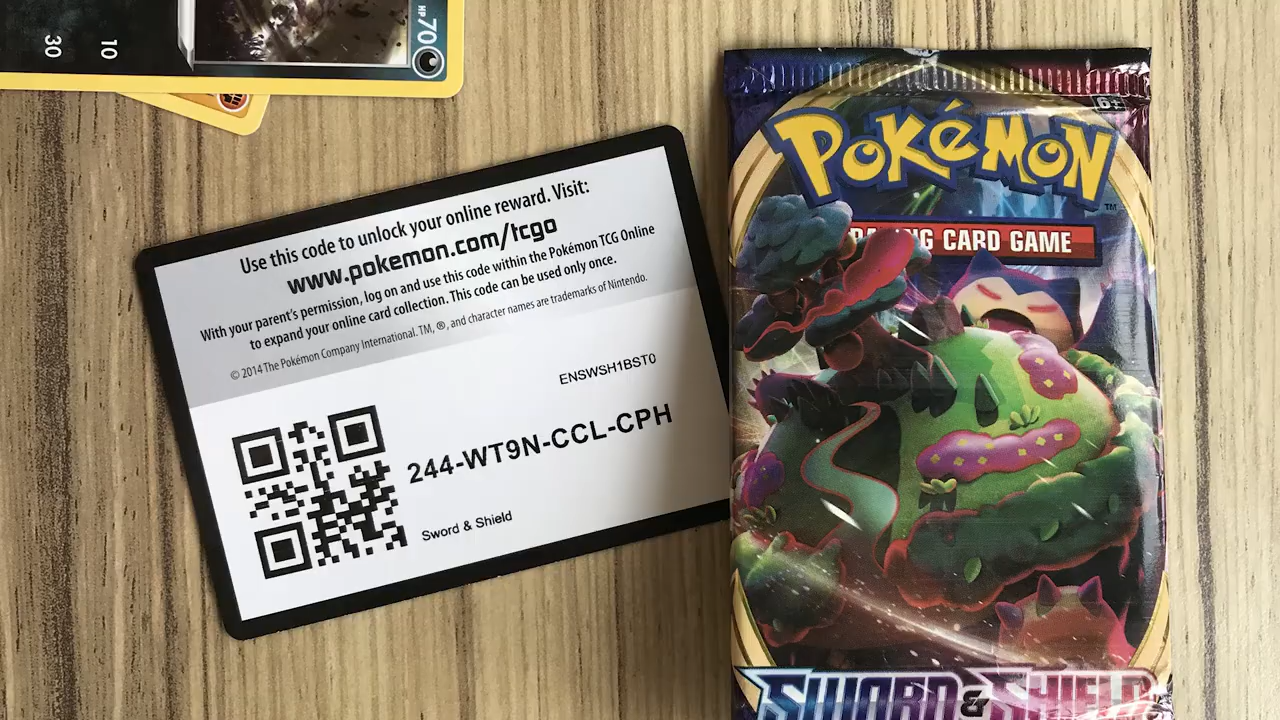 30
10
HP 70
Use this code to unlock your online reward. Visit:
www.pokemon.com/tcgo
With your parent's permission, log on and use this code within the Pokémon TCG Online
to expand your online card collection. This code can be used only once.
© 2014 The Pokémon Company International. TM, ®, and character names are trademarks of Nintendo.
ENSWSH1BST0
244-WT9N-CCL-CPH
Sword & Shield
6+
POKéMON
TM
CARD GAME
SWORD & SHIELD